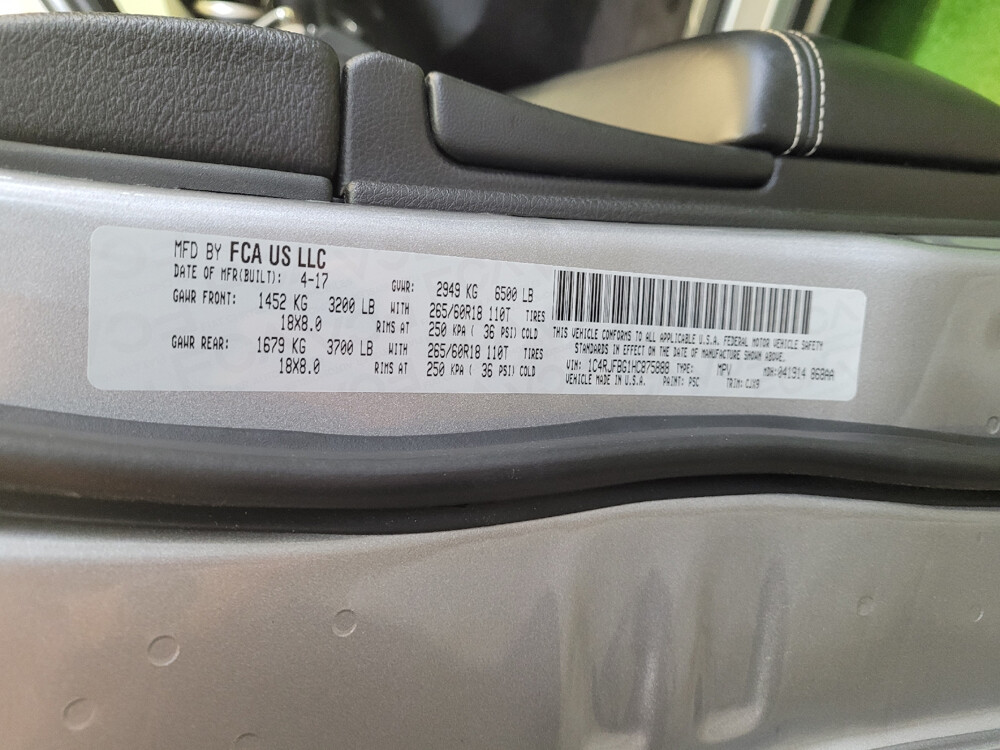 MFD BY FCA US LLC
DATE OF MFR(BUILT): 4-17 GVWR: 2949 KG 6500 LB
GAWR FRONT: 1452 KG 3200 LB WITH 265/60R18 110T TIRES
18X8.0 RIMS AT 250 KPA ( 36 PSI) COLD
GAWR REAR: 1679 KG 3700 LB WITH 265/60R18 110T TIRES
18X8.0 RIMS AT 250 KPA ( 36 PSI) COLD
THIS VEHICLE CONFORMS TO ALL APPLICABLE U.S.A. FEDERAL MOTOR VEHICLE SAFETY
STANDARDS IN EFFECT ON THE DATE OF MANUFACTURE SHOWN ABOVE.
VIN: 1C4RJFBG1HC875888 TYPE: MPV MDH: 041914 868AA
VEHICLE MADE IN U.S.A. PAINT: PSC TRIM: CJX9